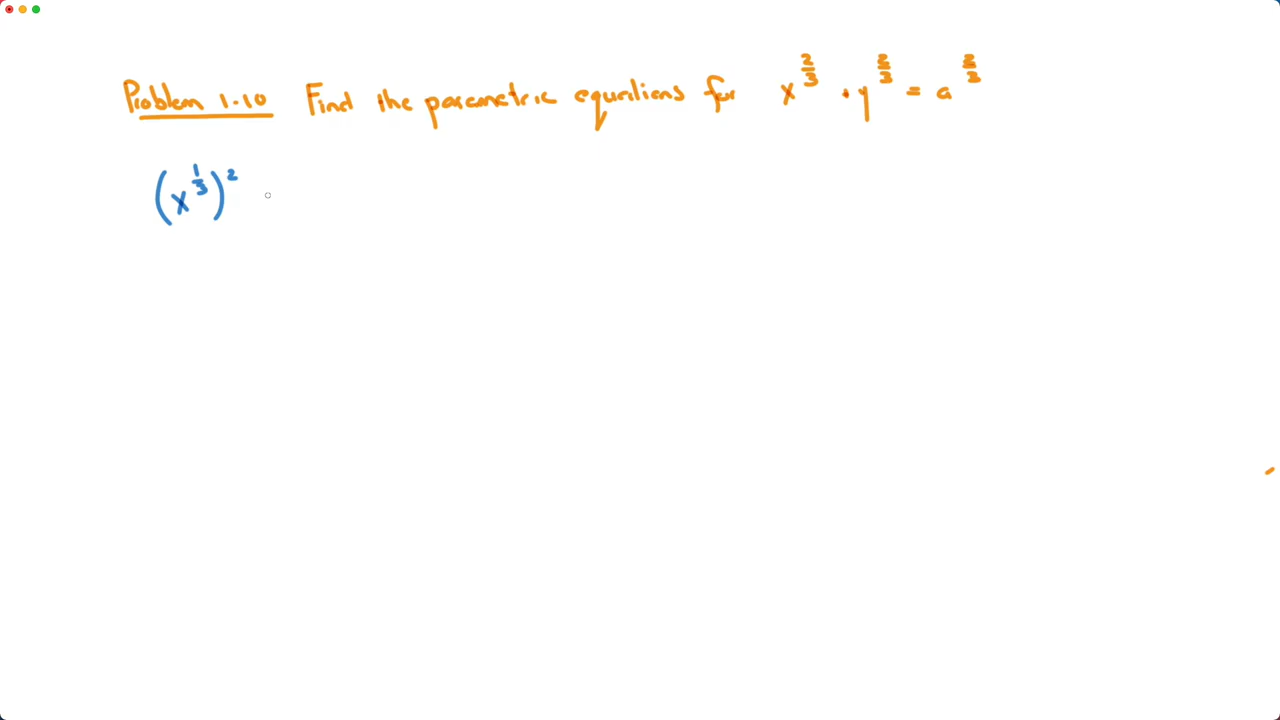 Problem 1.10 Find the parametric equations for x^{2/3} · y^{2/3} = a^{2/3}
(x^{1/3})^2